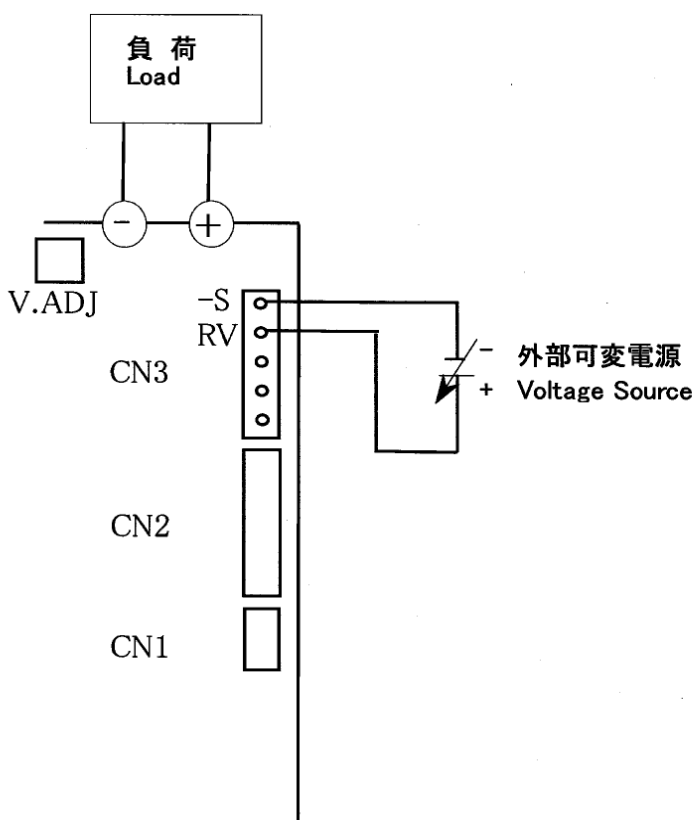 負 荷
Load
- +
V.ADJ
-S
RV
CN3
- 外部可変電源
+ Voltage Source
CN2
CN1